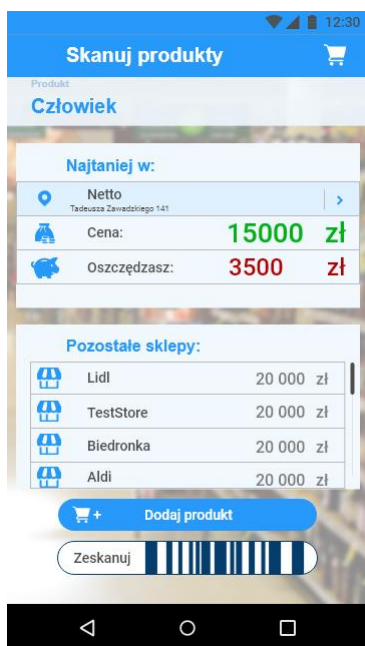 12:30
Skanuj produkty
Produkt
Człowiek
Najtaniej w:
Netto
Tadeusza Zawadzkiego 141
Cena: 15000 zł
Oszczędzasz: 3500 zł
Pozostałe sklepy:
Lidl 20 000 zł
TestStore 20 000 zł
Biedronka 20 000 zł
Aldi 20 000 zł
Dodaj produkt
Zeskanuj